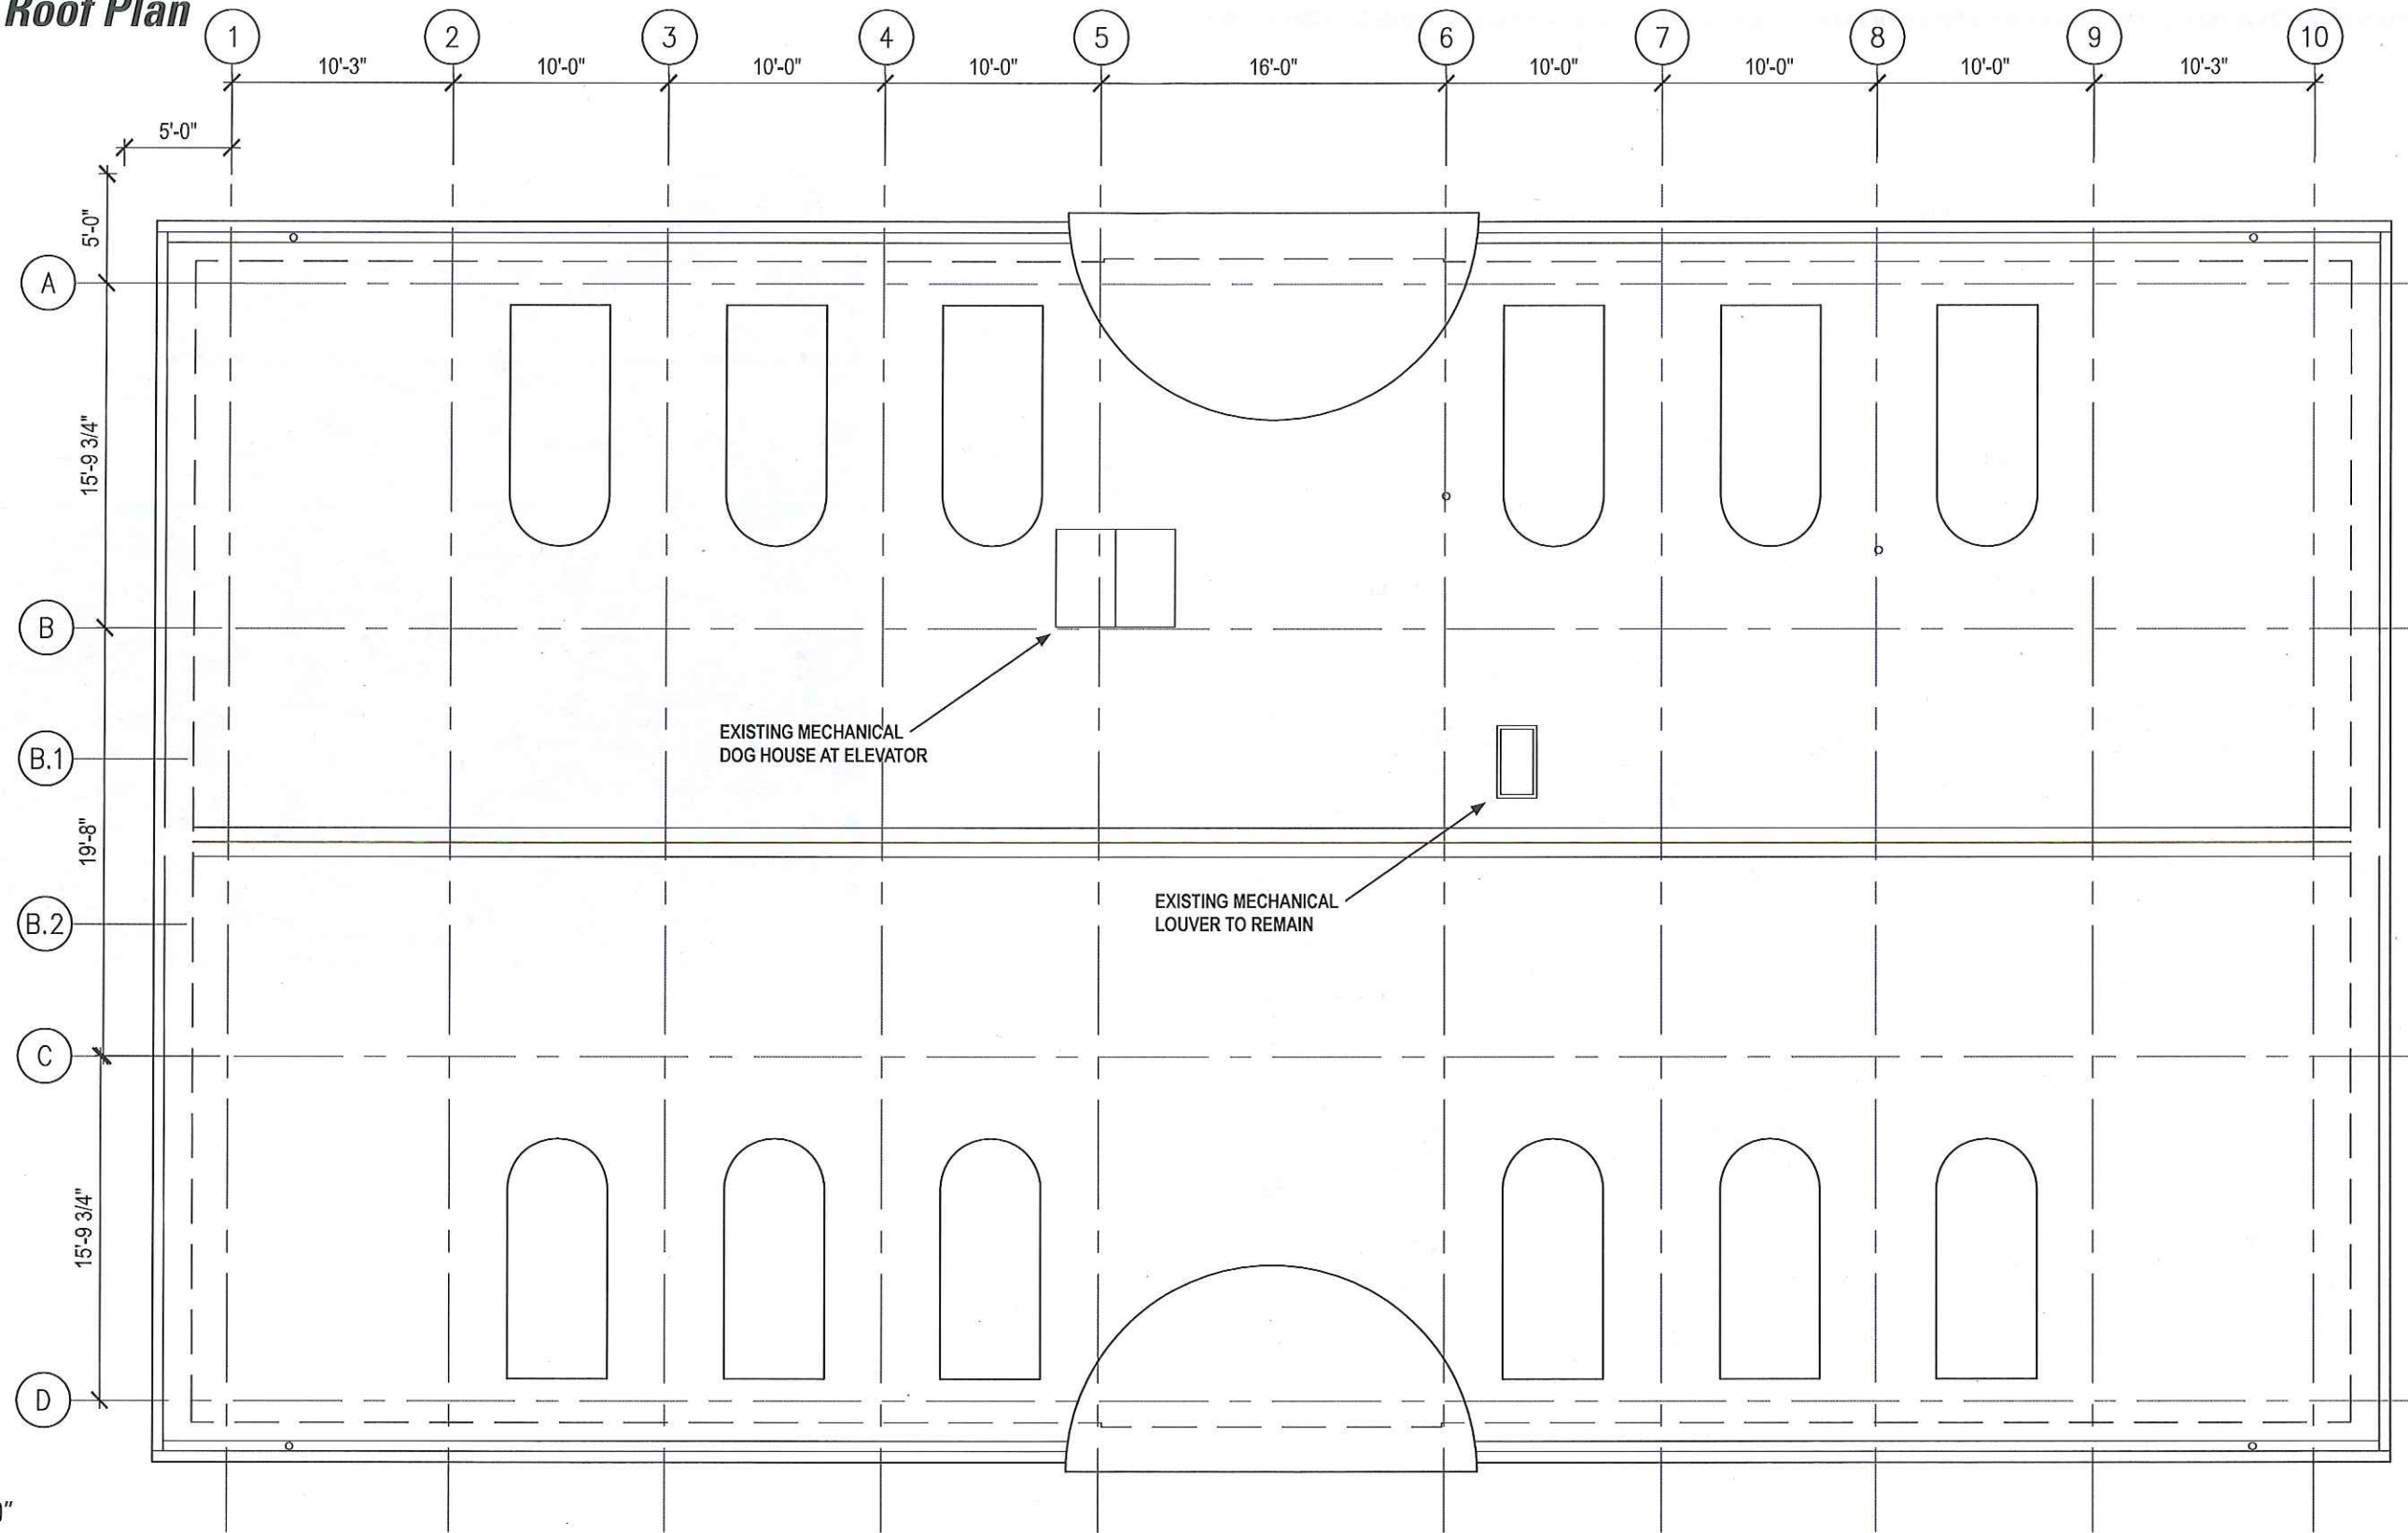 Roof Plan
1 2 3 4 5 6 7 8 9 10
10'-3" 10'-0" 10'-0" 10'-0" 16'-0" 10'-0" 10'-0" 10'-0" 10'-3"
5'-0"
5'-0"
A
15'-9 3/4"
B
EXISTING MECHANICAL
DOG HOUSE AT ELEVATOR
B.1
19'-8"
EXISTING MECHANICAL
LOUVER TO REMAIN
B.2
C
15'-9 3/4"
D